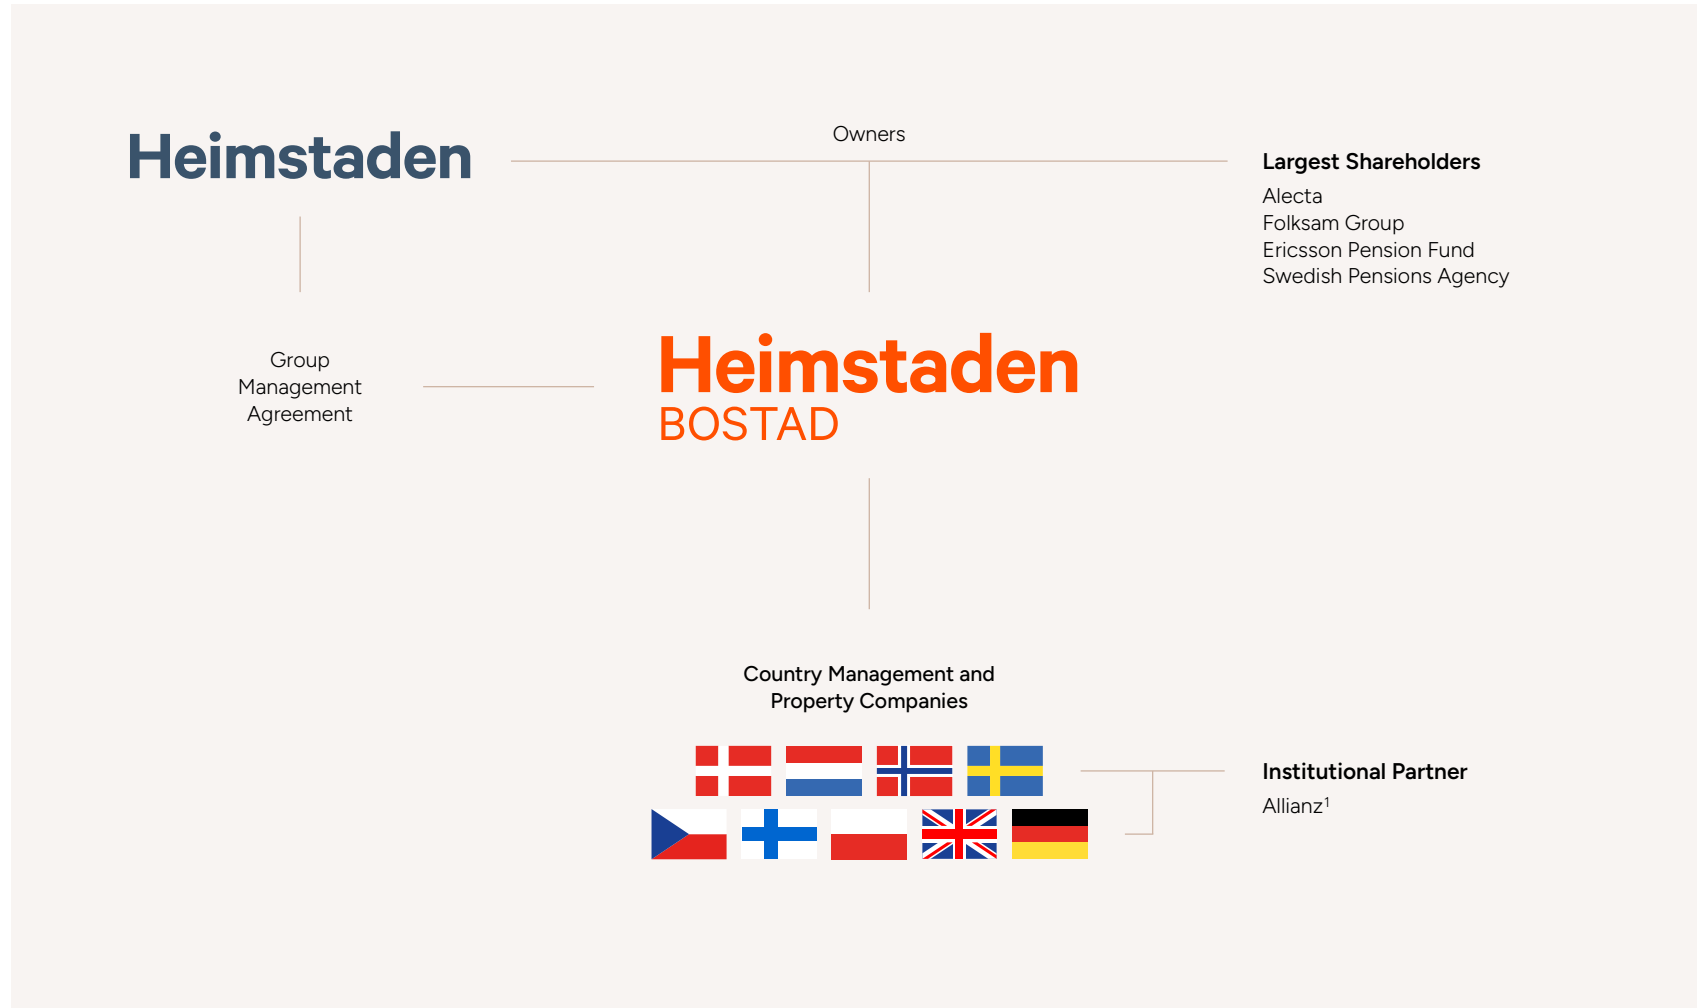 Heimstaden
Owners
Largest Shareholders
Alecta
Folksam Group
Ericsson Pension Fund
Swedish Pensions Agency
Group
Management
Agreement
Heimstaden
BOSTAD
Country Management and
Property Companies
Institutional Partner
Allianz¹